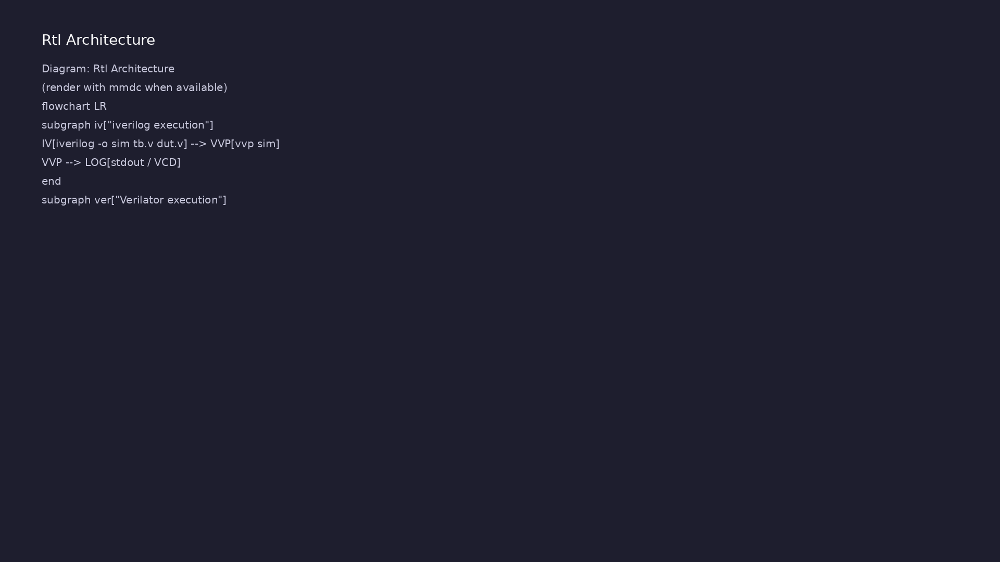 Rtl Architecture
Diagram: Rtl Architecture
(render with mmdc when available)
flowchart LR
subgraph iv["iverilog execution"]
IV[iverilog -o sim tb.v dut.v] --> VVP[vvp sim]
VVP --> LOG[stdout / VCD]
end
subgraph ver["Verilator execution"]